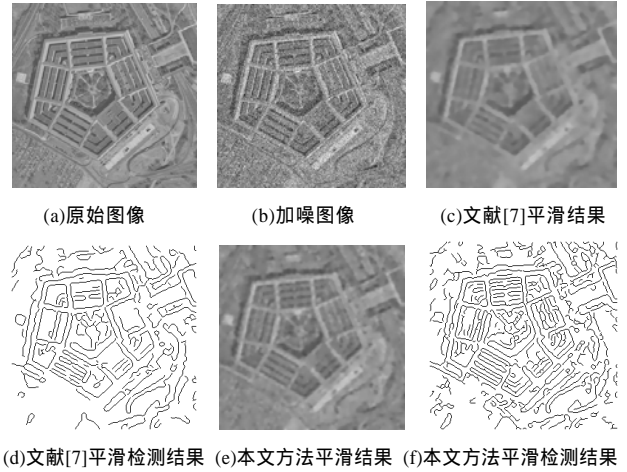 (a)原始图像
(b)加噪图像
(c)文献[7]平滑结果
(d)文献[7]平滑检测结果
(e)本文方法平滑结果
(f)本文方法平滑检测结果